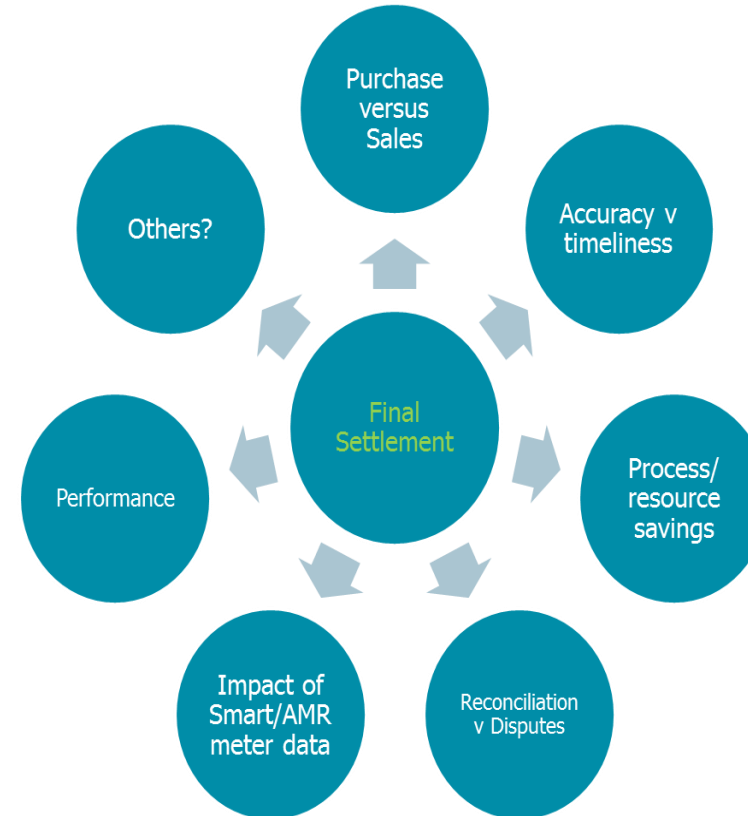 Purchase
versus
Sales
Others?
Accuracy v
timeliness
Final
Settlement
Performance
Process/
resource
savings
Impact of
Smart/AMR
meter data
Reconciliation
v Disputes